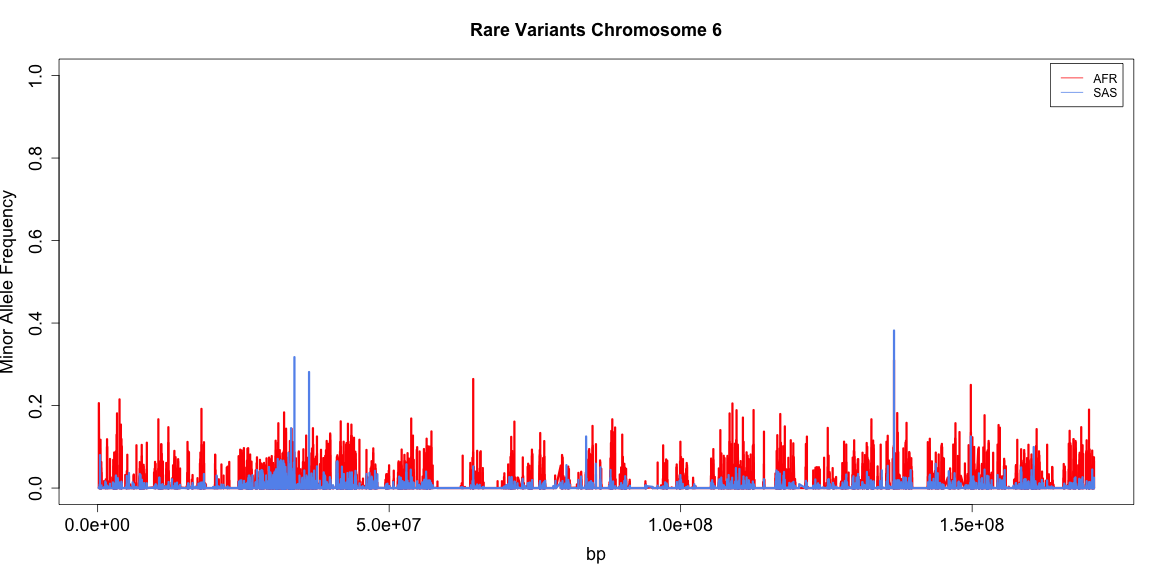 Rare Variants Chromosome 6
AFR
SAS
Minor Allele Frequency
1.0
0.8
0.6
0.4
0.2
0.0
0.0e+00 5.0e+07 1.0e+08 1.5e+08
bp